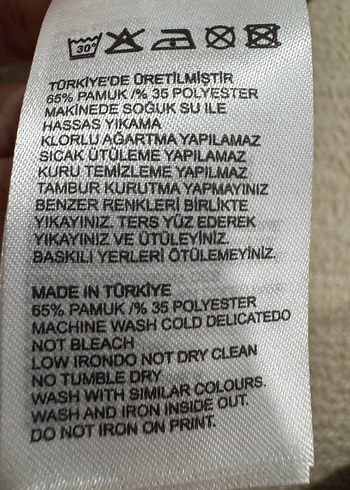 30°
TÜRKİYE'DE ÜRETİLMİŞTİR
65% PAMUK /% 35 POLYESTER
MAKİNEDE SOĞUK SU ILE
HASSAS YIKAMA
KLORLU AĞARTMA YAPILAMAZ
SICAK ÜTÜLEME YAPILAMAZ
KURU TEMİZLEME YAPILMAZ
TAMBUR KURUTMA YAPMAYINIZ
BENZER RENKLERİ BİRLİKTE
YIKAYINIZ. TERS YÜZ EDEREK
YIKAYINIZ VE ÜTÜLEYİNİZ.
BASKILI YERLERİ ÖTÜLEMEYİNİZ.
MADE IN TÜRKİYE
65% PAMUK /% 35 POLYESTER
MACHINE WASH COLD DELICATEDO
NOT BLEACH
LOW IRONDO NOT DRY CLEAN
NO TUMBLE DRY
WASH WITH SIMILAR COLOURS.
WASH AND IRON INSIDE OUT.
DO NOT IRON ON PRINT.